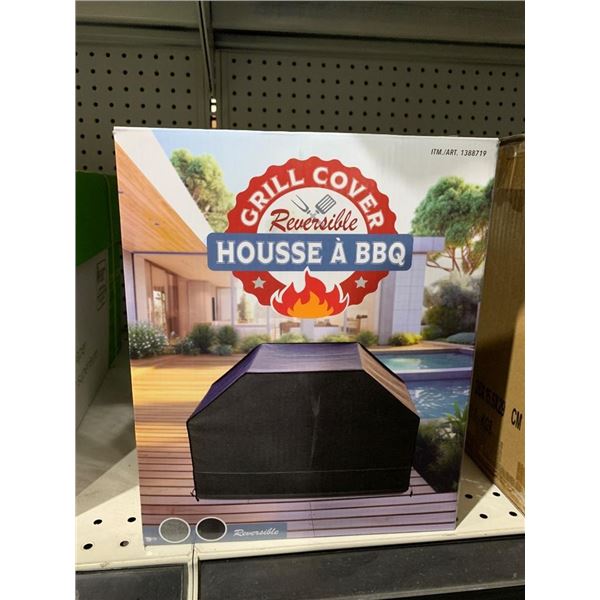 ITM./ART. 1388719
GRILL COVER
Reversible
HOUSSE À BBQ
Reversible
CM